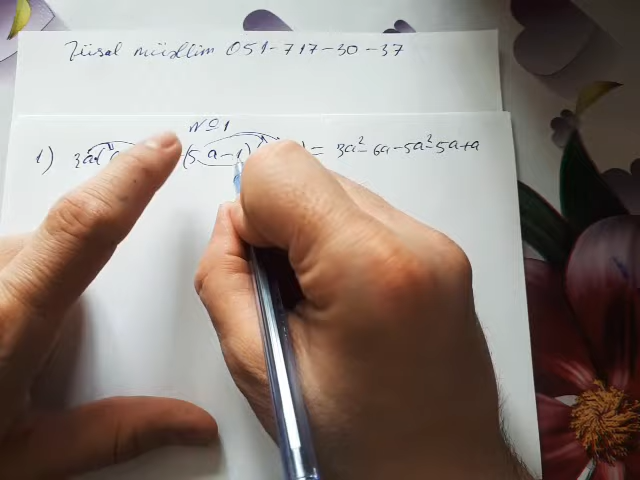 Züsal müəllim 051-717-30-37
№1
1) 3a( (5a-1) = 3a²-6a-5a²-5a+a